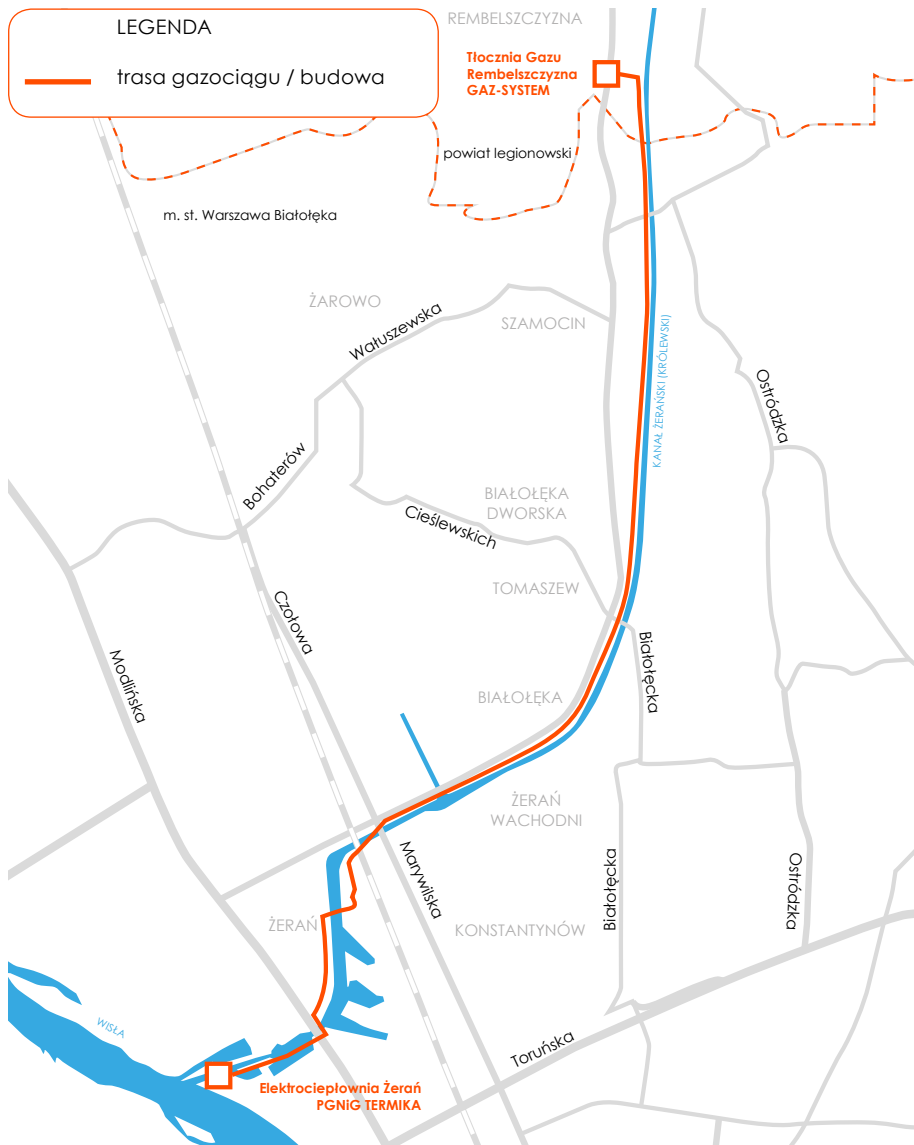 LEGENDA
trasa gazociągu / budowa
REMBELSZCZYZNA
Tłocznia Gazu
Rembelszczyzna
GAZ-SYSTEM
powiat legionowski
m. st. Warszawa Białołęka
ŻAROWO
Wałuszewska
SZAMOCIN
KANAŁ ŻERAŃSKI (KRÓLEWSKI)
Ostródzka
Bohaterów
BIAŁOŁĘKA
DWORSKA
Cieślewskich
TOMASZEW
Czołowa
Modlińska
Białołęcka
BIAŁOŁĘKA
ŻERAŃ
WACHODNI
Marywilska
Białołęcka
Ostródzka
ŻERAŃ
KONSTANTYNÓW
WISŁA
Toruńska
Elektrociepłownia Żerań
PGNiG TERMIKA